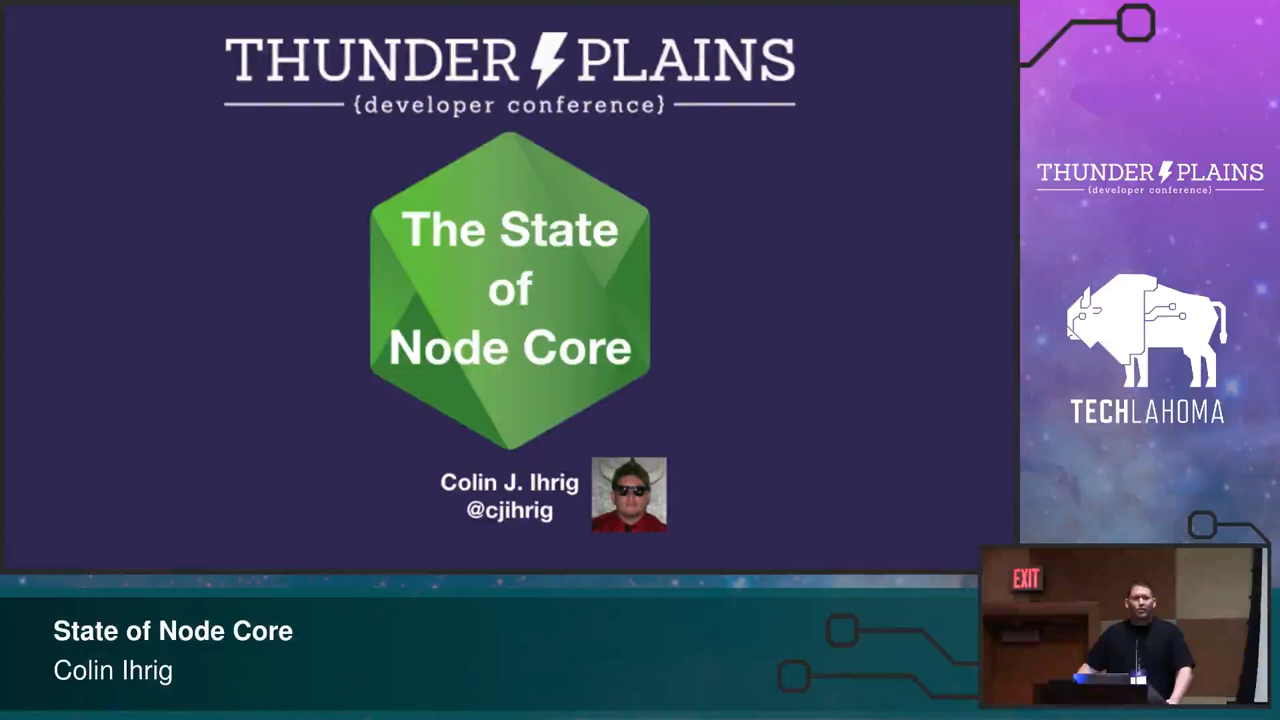 THUNDER PLAINS
{developer conference}
The State
of
Node Core
Colin J. Ihrig
@cjihrig
THUNDER PLAINS
{developer conference}
TECHLAHOMA
EXIT
State of Node Core
Colin Ihrig